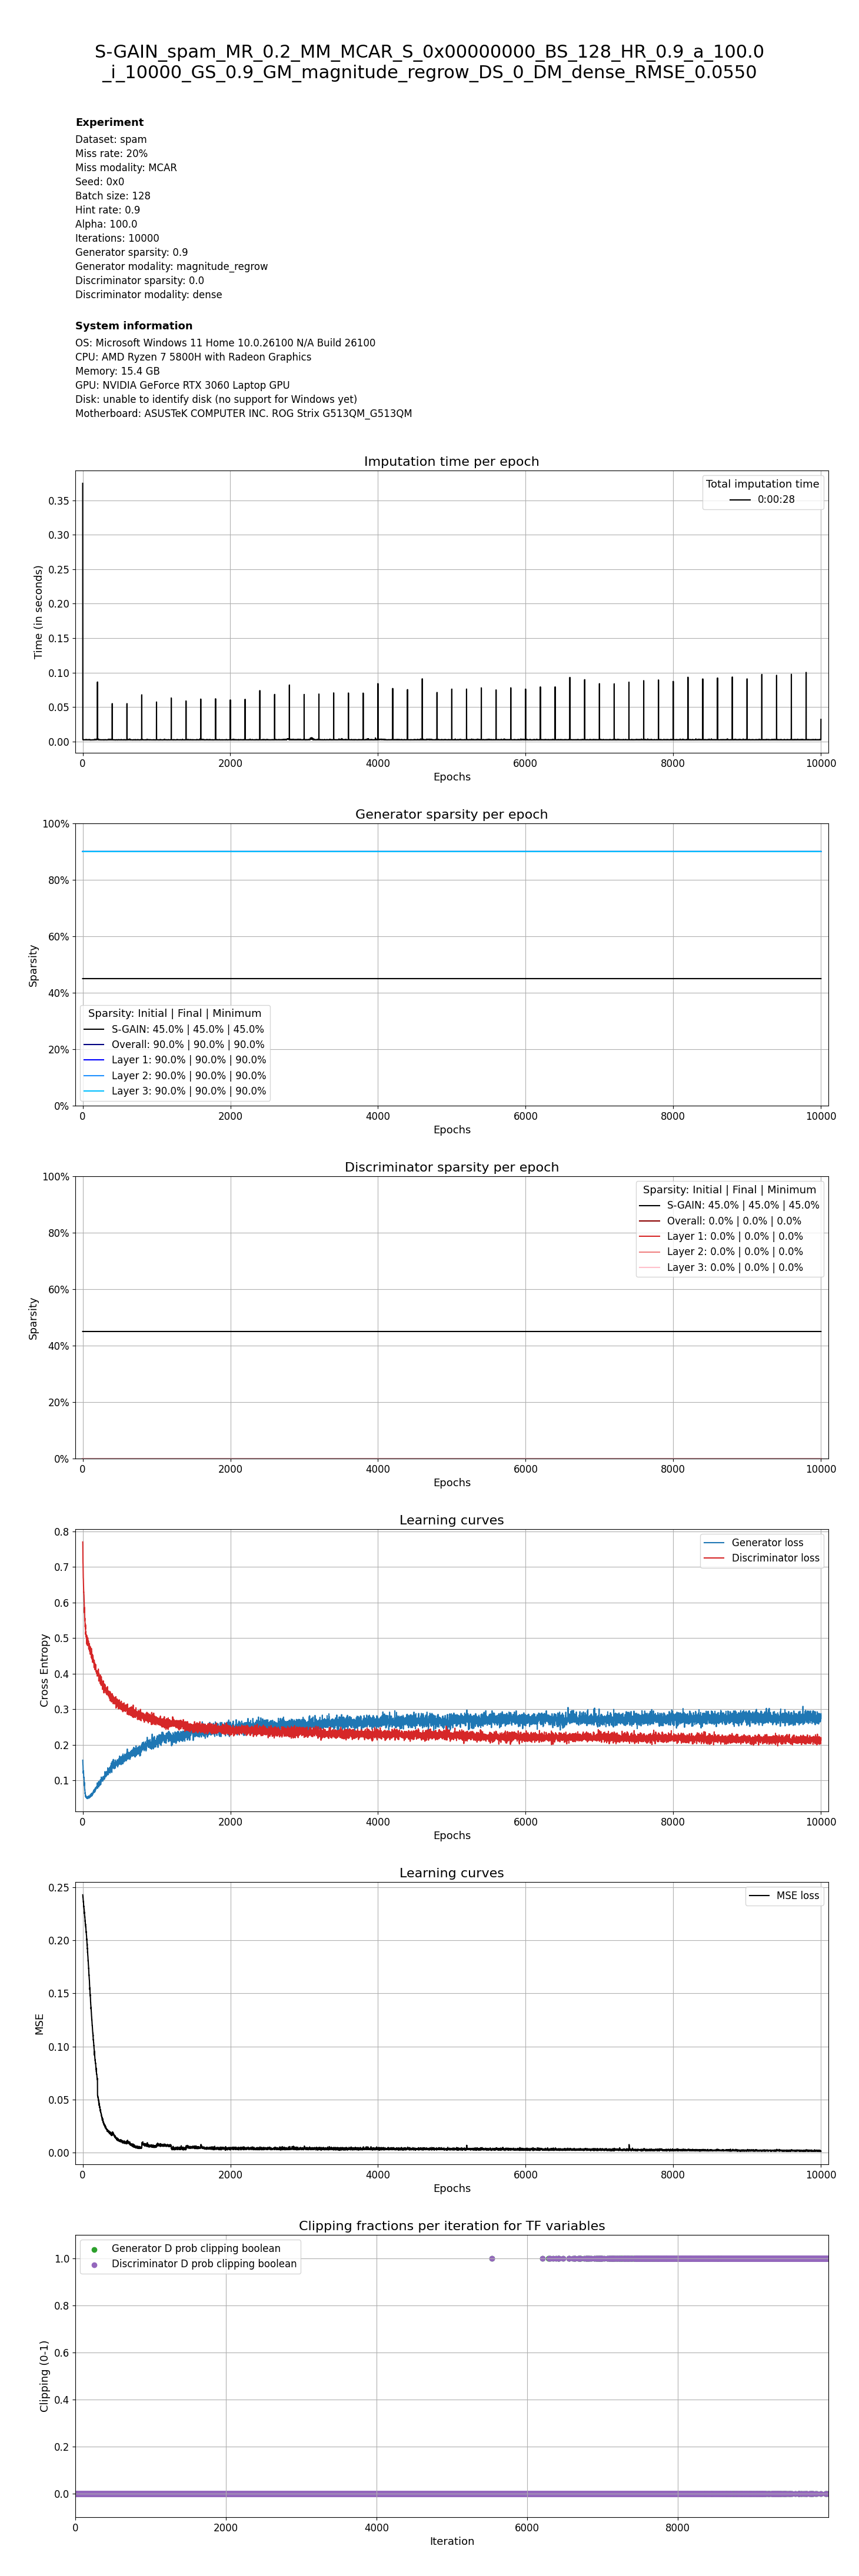 S-GAIN_spam_MR_0.2_MM_MCAR_S_0x00000000_BS_128_HR_0.9_a_100.0
_i_10000_GS_0.9_GM_magnitude_regrow_DS_0_DM_dense_RMSE_0.0550
Experiment
Dataset: spam
Miss rate: 20%
Miss modality: MCAR
Seed: 0x0
Batch size: 128
Hint rate: 0.9
Alpha: 100.0
Iterations: 10000
Generator sparsity: 0.9
Generator modality: magnitude_regrow
Discriminator sparsity: 0.0
Discriminator modality: dense
System information
OS: Microsoft Windows 11 Home 10.0.26100 N/A Build 26100
CPU: AMD Ryzen 7 5800H with Radeon Graphics
Memory: 15.4 GB
GPU: NVIDIA GeForce RTX 3060 Laptop GPU
Disk: unable to identify disk (no support for Windows yet)
Motherboard: ASUSTeK COMPUTER INC. ROG Strix G513QM_G513QM
Imputation time per epoch
Total imputation time
0:00:28
Time (in seconds)
0.35
0.30
0.25
0.20
0.15
0.10
0.05
0.00
0 2000 4000 6000 8000 10000
Epochs
Generator sparsity per epoch
Sparsity
100%
80%
60%
40%
20%
0%
Sparsity: Initial | Final | Minimum
S-GAIN: 45.0% | 45.0% | 45.0%
Overall: 90.0% | 90.0% | 90.0%
Layer 1: 90.0% | 90.0% | 90.0%
Layer 2: 90.0% | 90.0% | 90.0%
Layer 3: 90.0% | 90.0% | 90.0%
0 2000 4000 6000 8000 10000
Epochs
Discriminator sparsity per epoch
Sparsity
100%
80%
60%
40%
20%
0%
Sparsity: Initial | Final | Minimum
S-GAIN: 45.0% | 45.0% | 45.0%
Overall: 0.0% | 0.0% | 0.0%
Layer 1: 0.0% | 0.0% | 0.0%
Layer 2: 0.0% | 0.0% | 0.0%
Layer 3: 0.0% | 0.0% | 0.0%
0 2000 4000 6000 8000 10000
Epochs
Learning curves
Cross Entropy
0.8
0.7
0.6
0.5
0.4
0.3
0.2
0.1
Generator loss
Discriminator loss
0 2000 4000 6000 8000 10000
Epochs
Learning curves
MSE
0.25
0.20
0.15
0.10
0.05
0.00
MSE loss
0 2000 4000 6000 8000 10000
Epochs
Clipping fractions per iteration for TF variables
Clipping (0-1)
1.0
0.8
0.6
0.4
0.2
0.0
Generator D prob clipping boolean
Discriminator D prob clipping boolean
0 2000 4000 6000 8000
Iteration